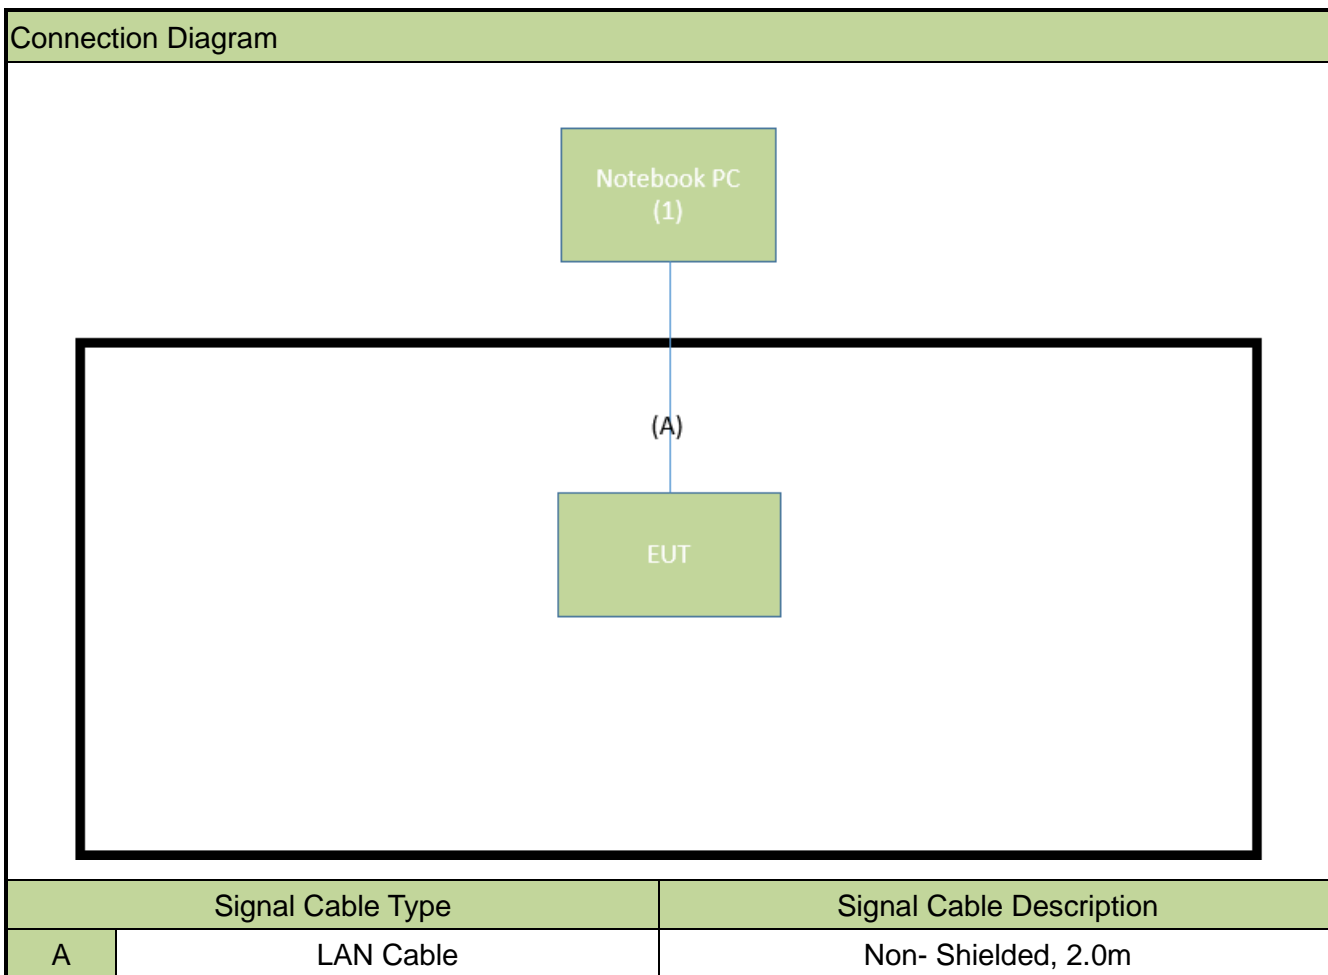 Connection Diagram
Notebook PC
(1)
(A)
EUT
Signal Cable Type Signal Cable Description
A LAN Cable Non- Shielded, 2.0m